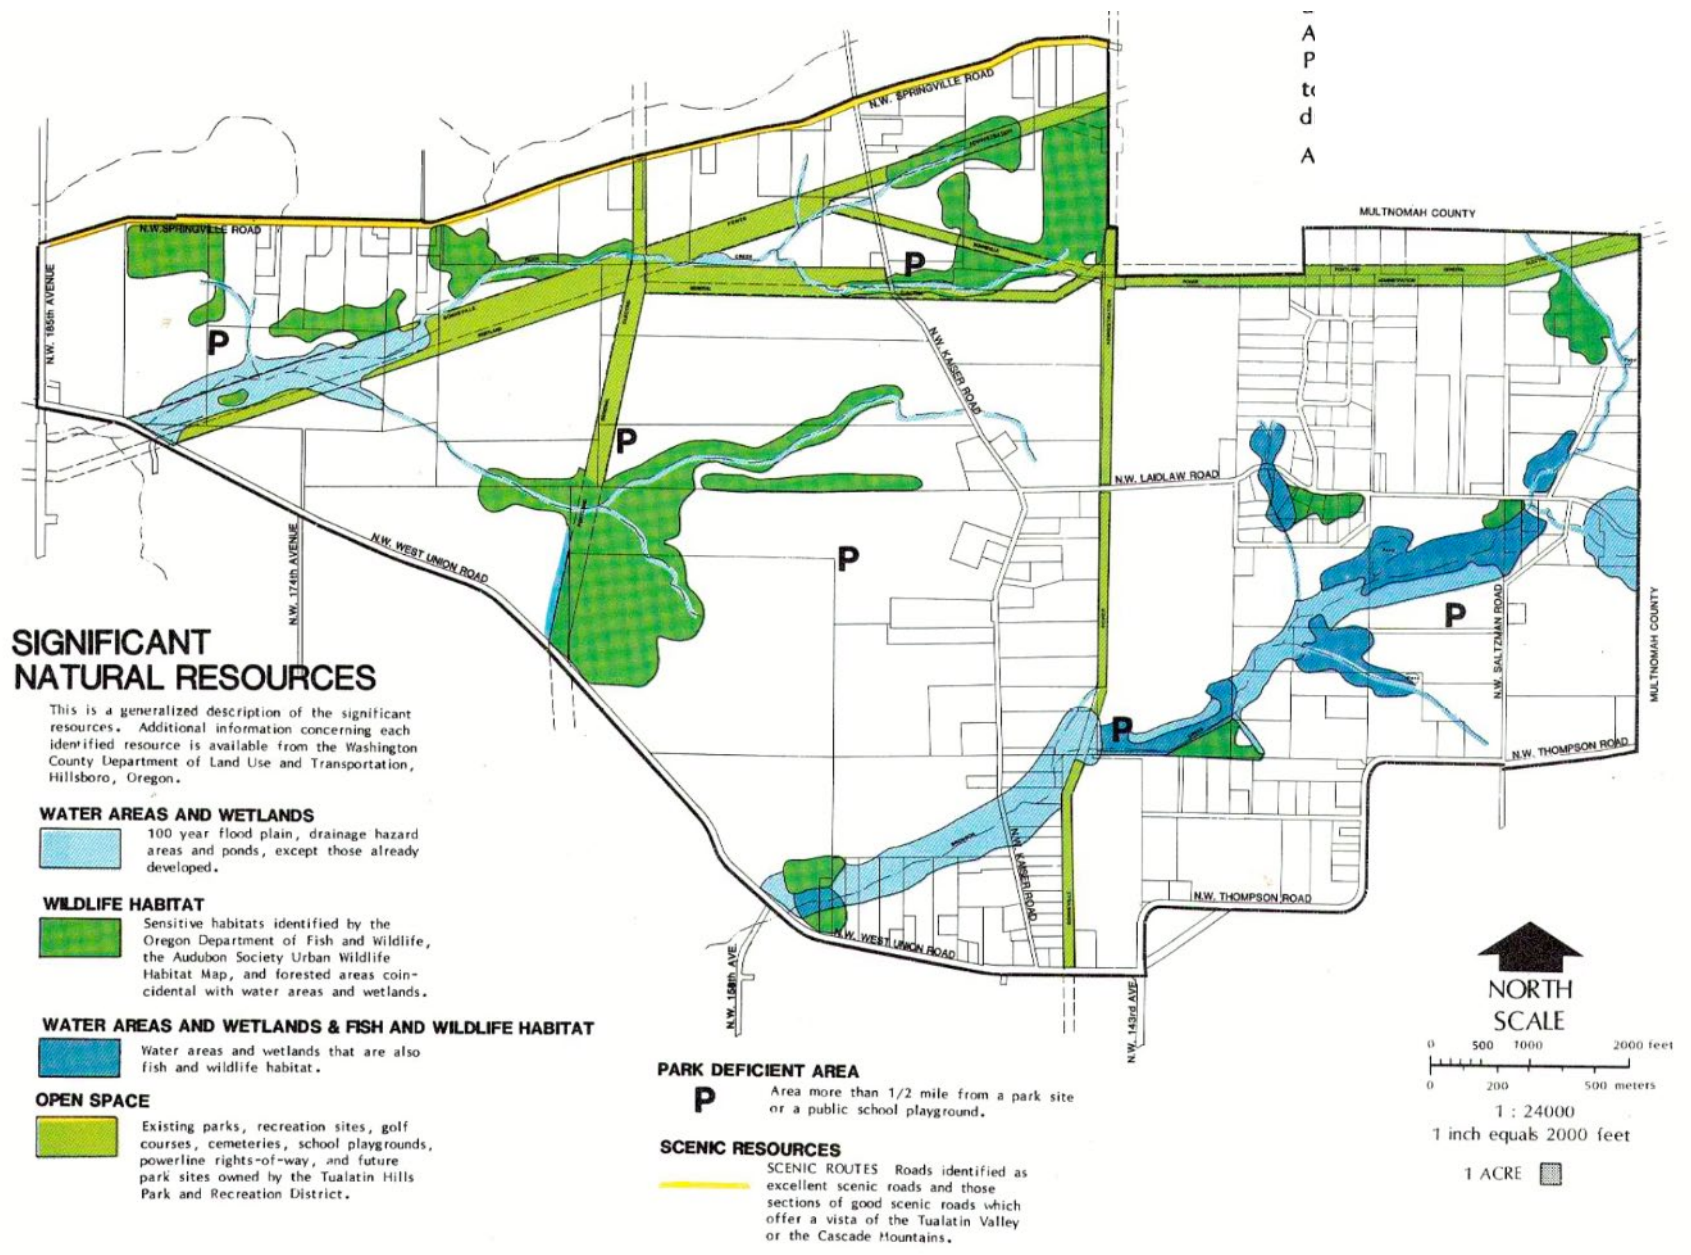 A
P
d
A
N.W. SPRINGVILLE ROAD
MULTNOMAH COUNTY
N.W. SPRINGVILLE ROAD
N.W. 185th AVENUE
P
P
N.W. KAISER ROAD
P
N.W. LAIDLAW ROAD
N.W. 174th AVENUE
N.W. WEST UNION ROAD
P
P
N.W. SALTZMAN ROAD
MULTNOMAH COUNTY
P
N.W. THOMPSON ROAD
N.W. KAISER ROAD
N.W. THOMPSON ROAD
N.W. WEST UNION ROAD
N.W. 158th AVE.
N.W. 143rd AVE.
POWER
CREEK
BONNEVILLE
PORTLAND
GENERAL
PORTLAND
GENERAL
POWER
ADMINISTRATION
BONNEVILLE
SIGNIFICANT
NATURAL RESOURCES
This is a generalized description of the significant
resources. Additional information concerning each
identified resource is available from the Washington
County Department of Land Use and Transportation,
Hillsboro, Oregon.
WATER AREAS AND WETLANDS
100 year flood plain, drainage hazard
areas and ponds, except those already
developed.
WILDLIFE HABITAT
Sensitive habitats identified by the
Oregon Department of Fish and Wildlife,
the Audubon Society Urban Wildlife
Habitat Map, and forested areas coin-
cidental with water areas and wetlands.
WATER AREAS AND WETLANDS & FISH AND WILDLIFE HABITAT
Water areas and wetlands that are also
fish and wildlife habitat.
OPEN SPACE
Existing parks, recreation sites, golf
courses, cemeteries, school playgrounds,
powerline rights-of-way, and future
park sites owned by the Tualatin Hills
Park and Recreation District.
PARK DEFICIENT AREA
P
Area more than 1/2 mile from a park site
or a public school playground.
SCENIC RESOURCES
SCENIC ROUTES Roads identified as
excellent scenic roads and those
sections of good scenic roads which
offer a vista of the Tualatin Valley
or the Cascade Mountains.
NORTH
SCALE
0 500 1000 2000 feet
0 200 500 meters
1 : 24000
1 inch equals 2000 feet
1 ACRE